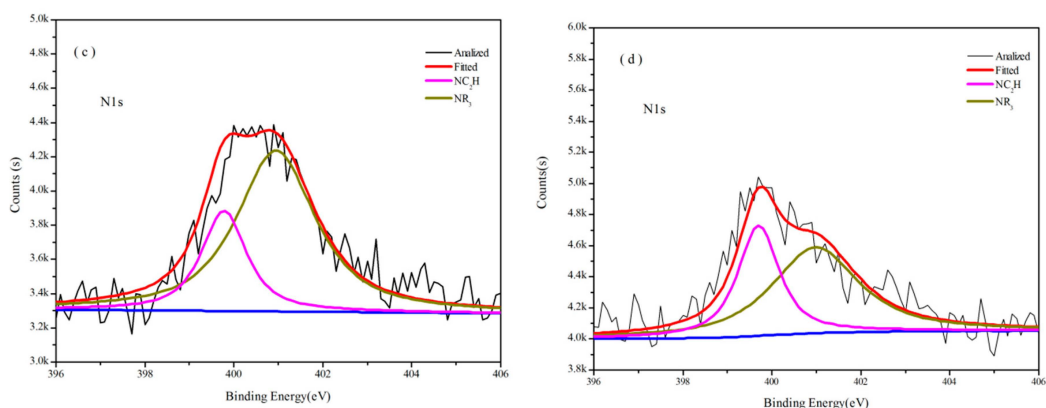 5.0k
( c )
4.8k
Analized
Fitted
NC2H
NR3
4.6k
N1s
4.4k
4.2k
Counts (s)
4.0k
3.8k
3.6k
3.4k
3.2k
3.0k
396 398 400 402 404 406
Binding Energy(eV)
6.0k
( d )
5.8k
Analized
Fitted
NC2H
NR3
5.6k
N1s
5.4k
5.2k
5.0k
Counts(s)
4.8k
4.6k
4.4k
4.2k
4.0k
3.8k
396 398 400 402 404 406
Binding Energy(eV)